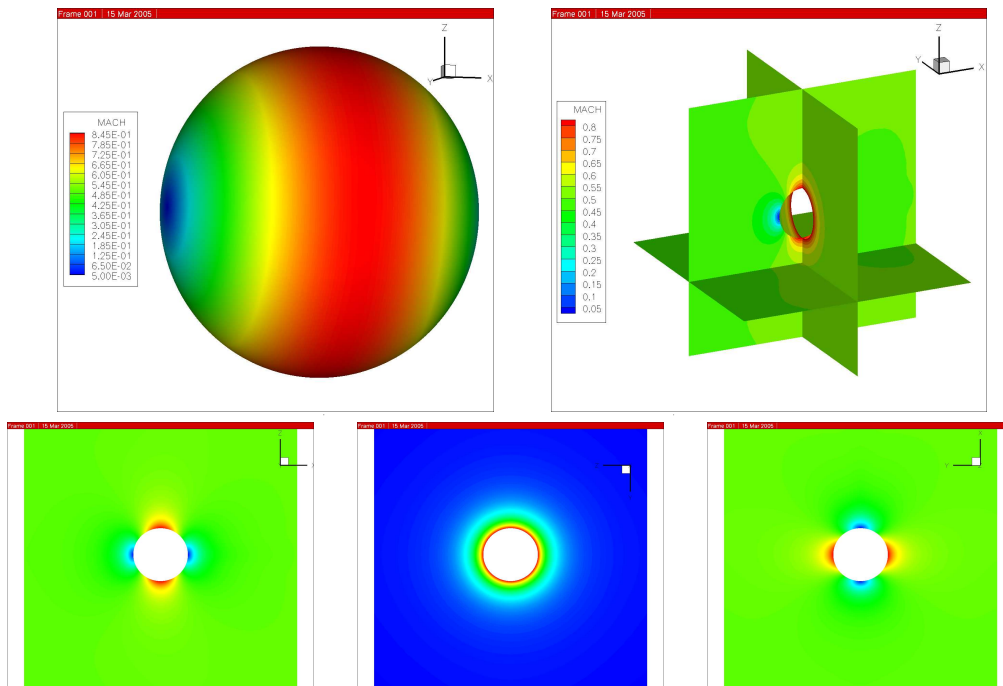 Frame 001 | 15 Mar 2005
Z
Y
X
MACH
8.45E-01
7.85E-01
7.25E-01
6.65E-01
6.05E-01
5.45E-01
4.85E-01
4.25E-01
3.65E-01
3.05E-01
2.45E-01
1.85E-01
1.25E-01
6.50E-02
5.00E-03
Frame 001 | 15 Mar 2005
Z
Y
X
MACH
0.8
0.75
0.7
0.65
0.6
0.55
0.5
0.45
0.4
0.35
0.3
0.25
0.2
0.15
0.1
0.05
Frame 001 | 15 Mar 2005
Frame 001 | 15 Mar 2005
Frame 001 | 15 Mar 2005
Y